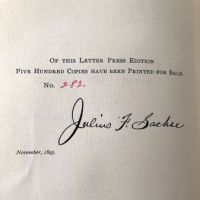 Of this Letter Press Edition
Five Hundred Copies have been Printed for Sale.
No. 282.
Julius F. Sachse
November, 1895.